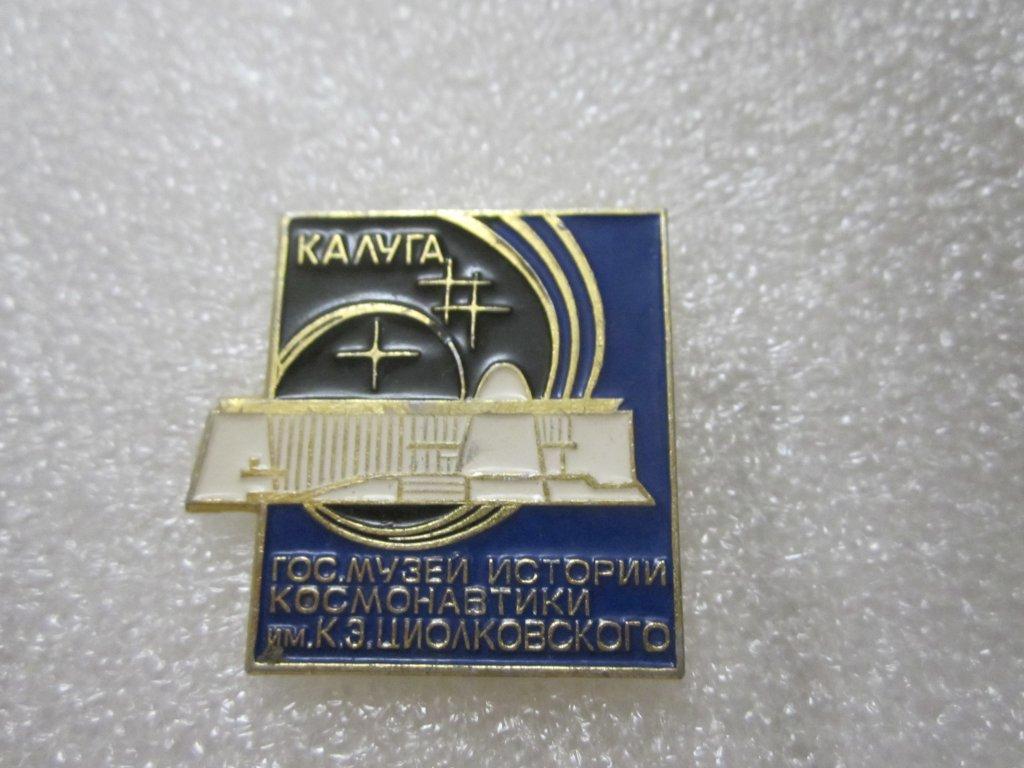 КАЛУГА
ГОС.МУЗЕЙ ИСТОРИИ
КОСМОНАВТИКИ
им.К.Э.ЦИОЛКОВСКОГО